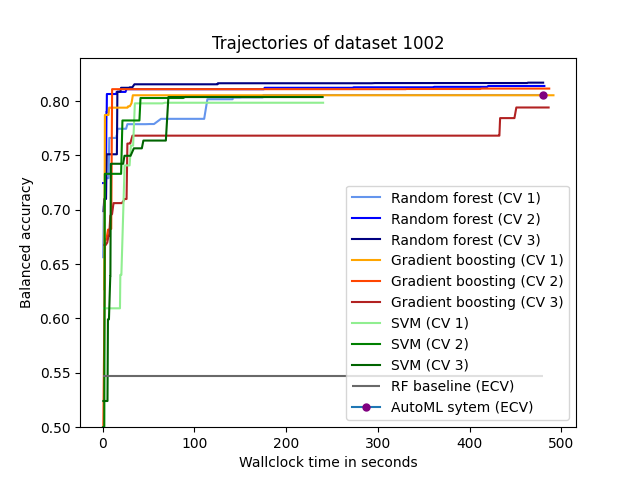 Trajectories of dataset 1002
Balanced accuracy
0.80
0.75
0.70
0.65
0.60
0.55
0.50
Random forest (CV 1)
Random forest (CV 2)
Random forest (CV 3)
Gradient boosting (CV 1)
Gradient boosting (CV 2)
Gradient boosting (CV 3)
SVM (CV 1)
SVM (CV 2)
SVM (CV 3)
RF baseline (ECV)
AutoML sytem (ECV)
0 100 200 300 400 500
Wallclock time in seconds